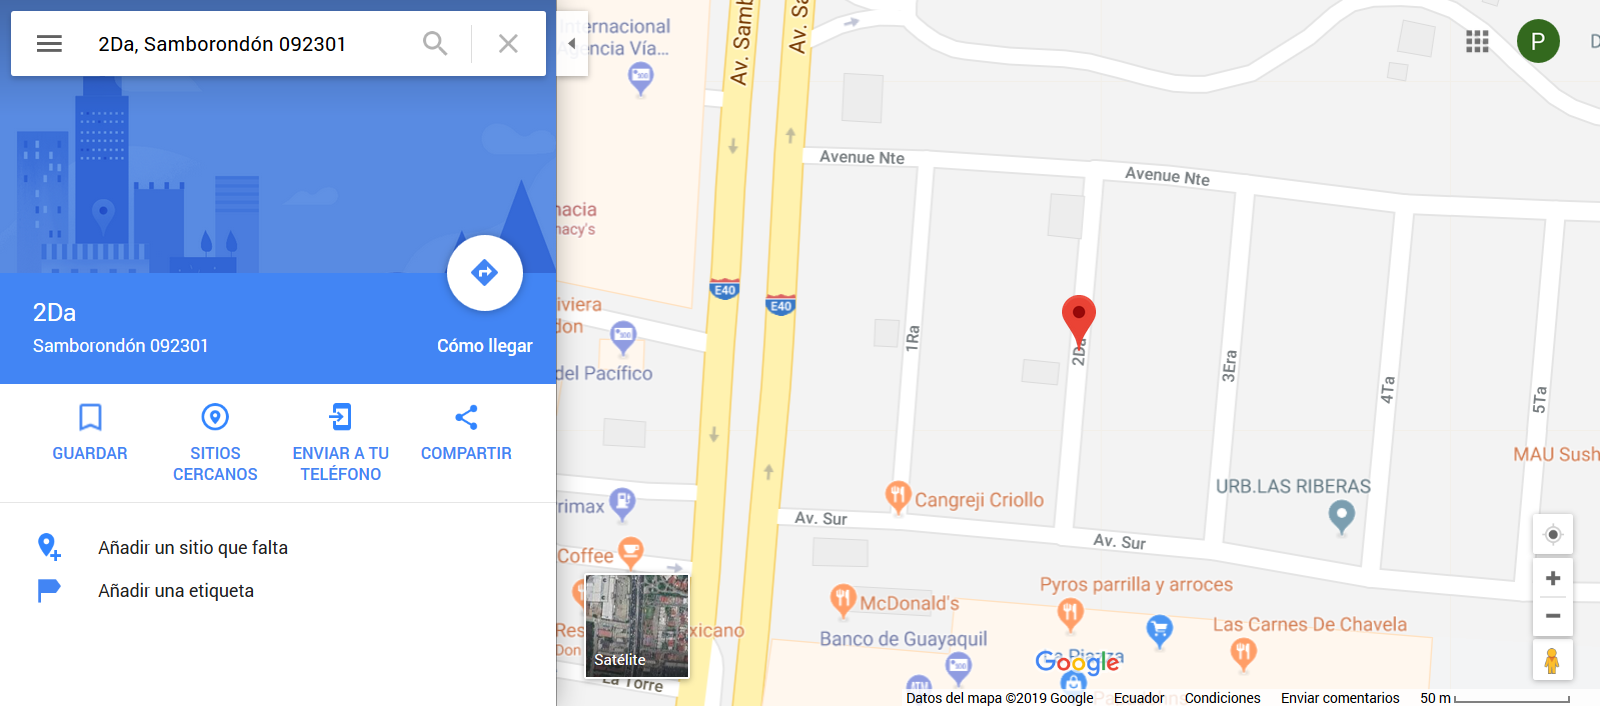 2Da, Samborondón 092301
2Da
Samborondón 092301
Cómo llegar
GUARDAR
SITIOS
CERCANOS
ENVIAR A TU
TELÉFONO
COMPARTIR
Añadir un sitio que falta
Añadir una etiqueta
nternacional
gencia Vía...
Av. Samb
Av. Sa
P
D
Avenue Nte
Avenue Nte
acia
nacy's
E40
E40
iviera
don
del Pacífico
1Ra
2Da
3Era
4Ta
5Ta
MAU Sush
URB.LAS RIBERAS
Cangreji Criollo
rimax
Av. Sur
Av. Sur
Coffee
Pyros parrilla y arroces
McDonald's
Las Carnes De Chavela
Res
xicano
Don
Banco de Guayaquil
La Piazza
Google
Satélite
La Torre
ATM
Datos del mapa ©2019 Google
Ecuador
Condiciones
Enviar comentarios
50 m